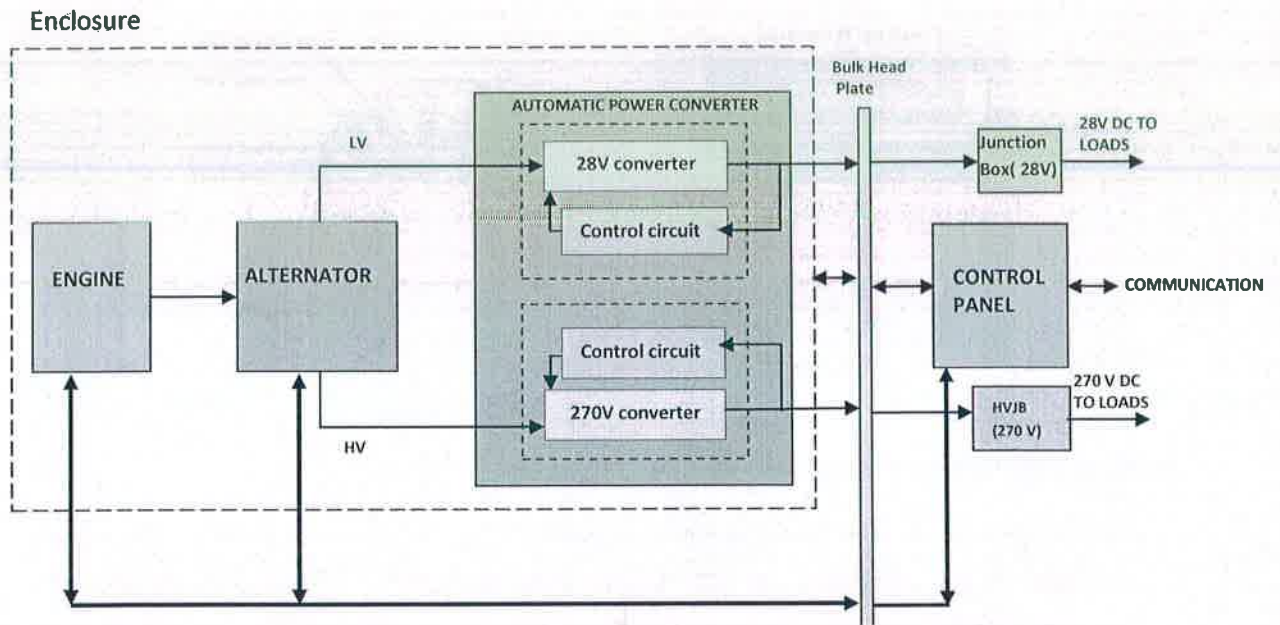 Enclosure
Bulk Head
Plate
AUTOMATIC POWER CONVERTER
28V DC TO
LOADS
LV
28V converter
Junction
Box( 28V)
Control circuit
ENGINE
ALTERNATOR
CONTROL
PANEL
COMMUNICATION
Control circuit
270V converter
270 V DC
TO LOADS
HVJB
(270 V)
HV